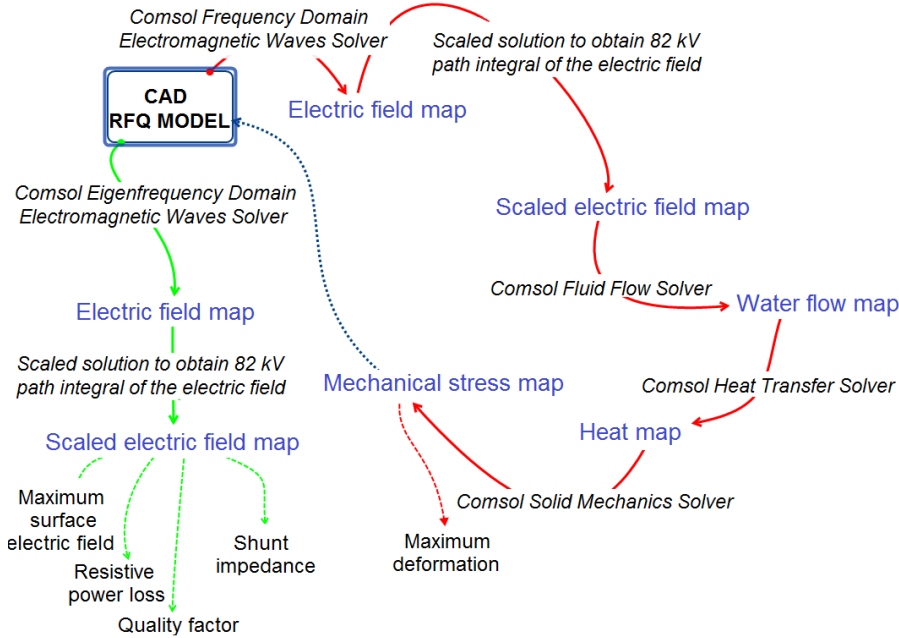 Comsol Frequency Domain
Electromagnetic Waves Solver
Scaled solution to obtain 82 kV
path integral of the electric field
CAD
RFQ MODEL
Electric field map
Comsol Eigenfrequency Domain
Electromagnetic Waves Solver
Scaled electric field map
Comsol Fluid Flow Solver
Water flow map
Electric field map
Scaled solution to obtain 82 kV
path integral of the electric field
Mechanical stress map
Comsol Heat Transfer Solver
Heat map
Scaled electric field map
Comsol Solid Mechanics Solver
Maximum
surface
electric field
Resistive
power loss
Quality factor
Shunt
impedance
Maximum
deformation